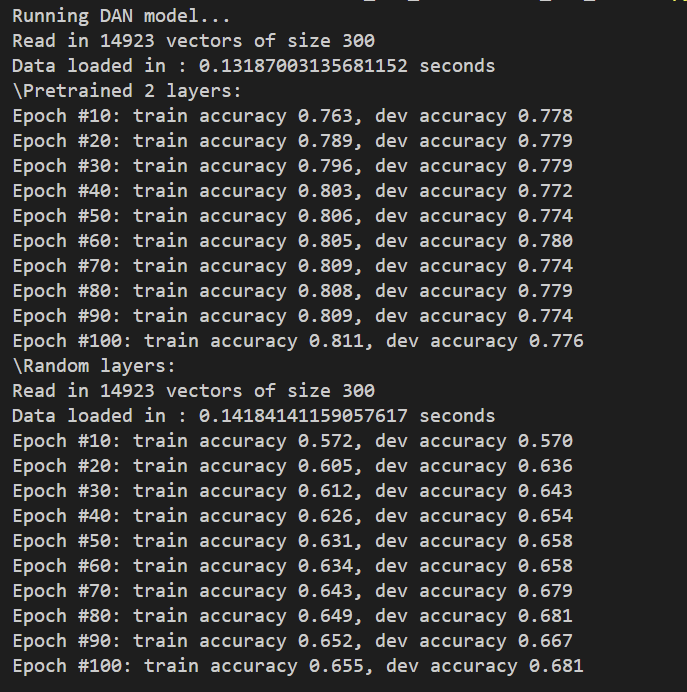 Running DAN model...
Read in 14923 vectors of size 300
Data loaded in : 0.13187003135681152 seconds
\Pretrained 2 layers:
Epoch #10: train accuracy 0.763, dev accuracy 0.778
Epoch #20: train accuracy 0.789, dev accuracy 0.779
Epoch #30: train accuracy 0.796, dev accuracy 0.779
Epoch #40: train accuracy 0.803, dev accuracy 0.772
Epoch #50: train accuracy 0.806, dev accuracy 0.774
Epoch #60: train accuracy 0.805, dev accuracy 0.780
Epoch #70: train accuracy 0.809, dev accuracy 0.774
Epoch #80: train accuracy 0.808, dev accuracy 0.779
Epoch #90: train accuracy 0.809, dev accuracy 0.774
Epoch #100: train accuracy 0.811, dev accuracy 0.776
\Random layers:
Read in 14923 vectors of size 300
Data loaded in : 0.14184141159057617 seconds
Epoch #10: train accuracy 0.572, dev accuracy 0.570
Epoch #20: train accuracy 0.605, dev accuracy 0.636
Epoch #30: train accuracy 0.612, dev accuracy 0.643
Epoch #40: train accuracy 0.626, dev accuracy 0.654
Epoch #50: train accuracy 0.631, dev accuracy 0.658
Epoch #60: train accuracy 0.634, dev accuracy 0.658
Epoch #70: train accuracy 0.643, dev accuracy 0.679
Epoch #80: train accuracy 0.649, dev accuracy 0.681
Epoch #90: train accuracy 0.652, dev accuracy 0.667
Epoch #100: train accuracy 0.655, dev accuracy 0.681